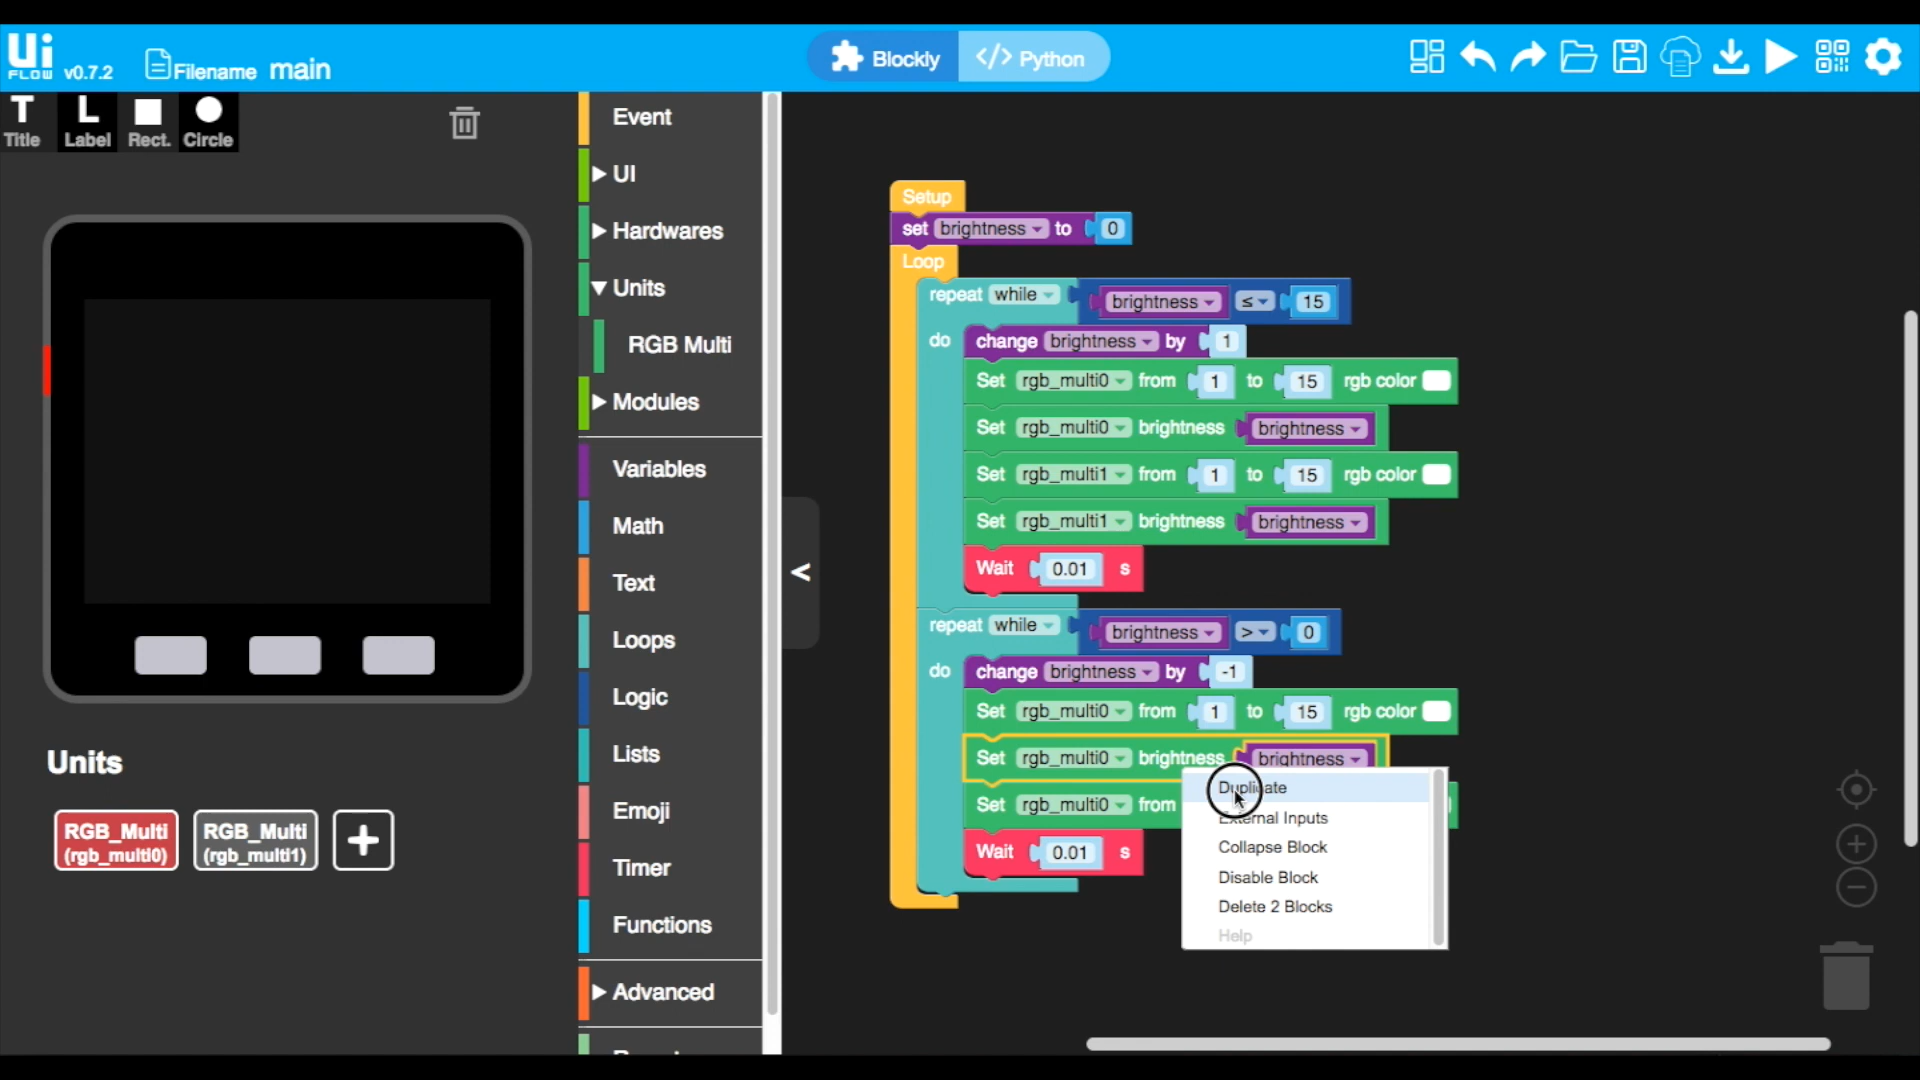 Ui FLOW v0.7.2 Filename main Blockly </> Python
T Title L Label Rect. Circle
Event
UI
Hardwares
Units
RGB Multi
Modules
Variables
Math
Text
Loops
Logic
Lists
Emoji
Timer
Functions
Advanced
Units
RGB_Multi
(rgb_multi0)
RGB_Multi
(rgb_multi1)
+
<
Setup
set brightness to 0
Loop
repeat while brightness ≤ 15
do change brightness by 1
Set rgb_multi0 from 1 to 15 rgb color
Set rgb_multi0 brightness brightness
Set rgb_multi1 from 1 to 15 rgb color
Set rgb_multi1 brightness brightness
Wait 0.01 s
repeat while brightness > 0
do change brightness by -1
Set rgb_multi0 from 1 to 15 rgb color
Set rgb_multi0 brightness brightness
Set rgb_multi0 from
Wait 0.01 s
Duplicate
External Inputs
Collapse Block
Disable Block
Delete 2 Blocks
Help